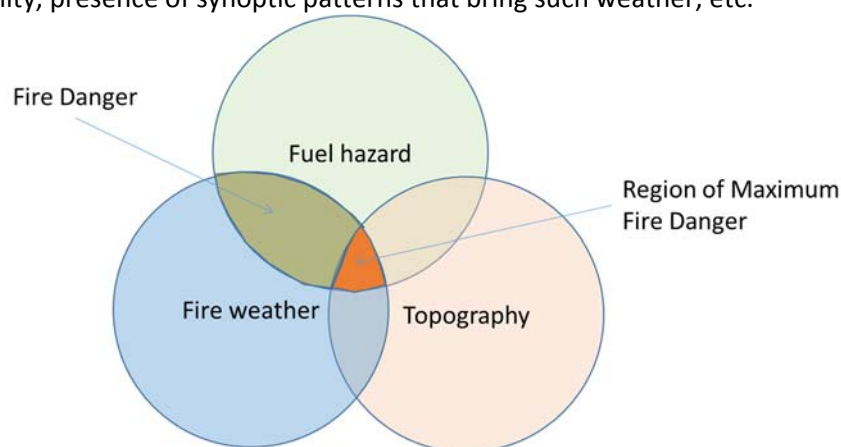 presence of synoptic patterns that bring such weather, etc.
Fire Danger
Fuel hazard
Region of Maximum
Fire Danger
Fire weather
Topography